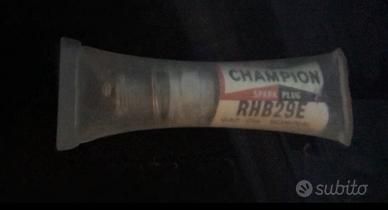 CHAMPION
SPARK PLUG
RHB29E
subito